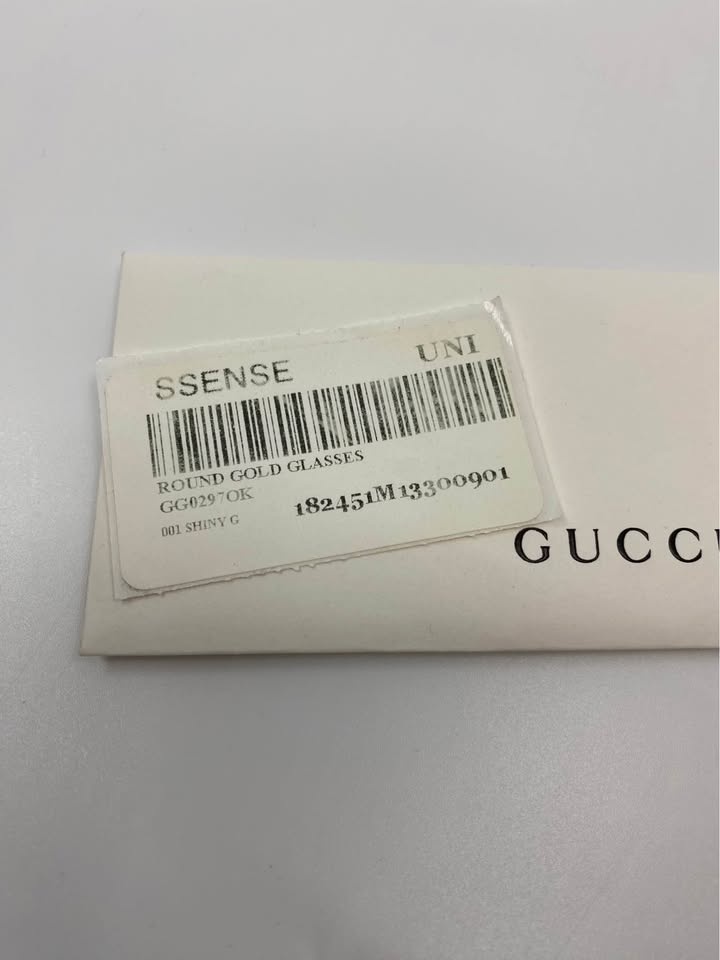 SSENSE UNI
ROUND GOLD GLASSES
GG0297OK
182451M13300901
001 SHINY G
GUCCI